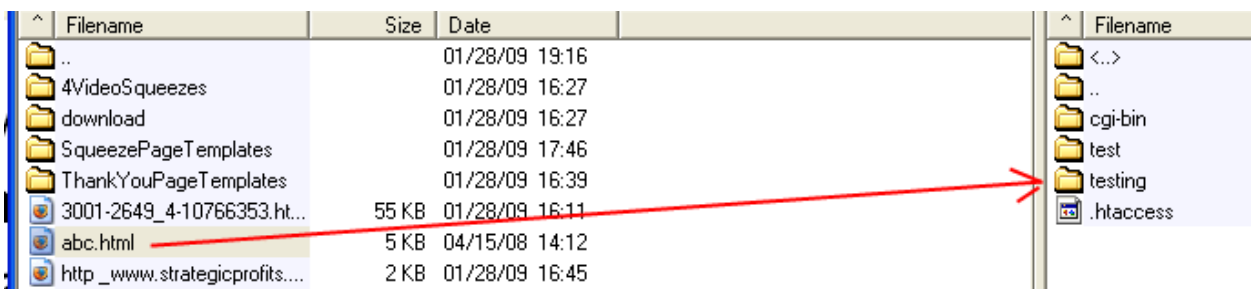 ^ Filename Size Date ^ Filename
.. 01/28/09 19:16 <..>
4VideoSqueezes 01/28/09 16:27 ..
download 01/28/09 16:27 cgi-bin
SqueezePageTemplates 01/28/09 17:46 test
ThankYouPageTemplates 01/28/09 16:39 testing
3001-2649_4-10766353.ht... 55 KB 01/28/09 16:11 .htaccess
abc.html 5 KB 04/15/08 14:12
http_www.strategicprofits.... 2 KB 01/28/09 16:45